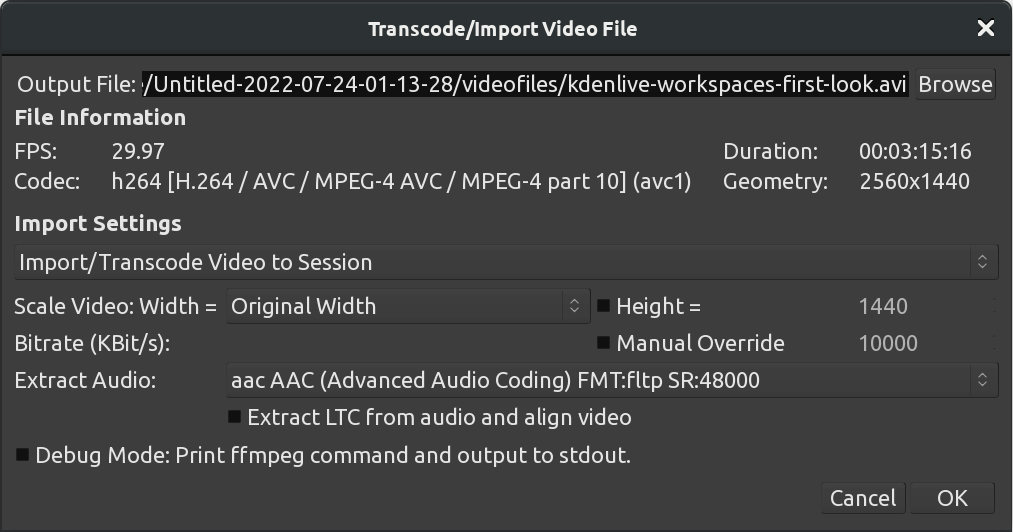 Transcode/Import Video File
Output File: /Untitled-2022-07-24-01-13-28/videofiles/kdenlive-workspaces-first-look.avi Browse
File Information
FPS: 29.97 Duration: 00:03:15:16
Codec: h264 [H.264 / AVC / MPEG-4 AVC / MPEG-4 part 10] (avc1) Geometry: 2560x1440
Import Settings
Import/Transcode Video to Session
Scale Video: Width = Original Width Height = 1440
Bitrate (KBit/s): Manual Override 10000
Extract Audio: aac AAC (Advanced Audio Coding) FMT:fltp SR:48000
Extract LTC from audio and align video
Debug Mode: Print ffmpeg command and output to stdout.
Cancel OK